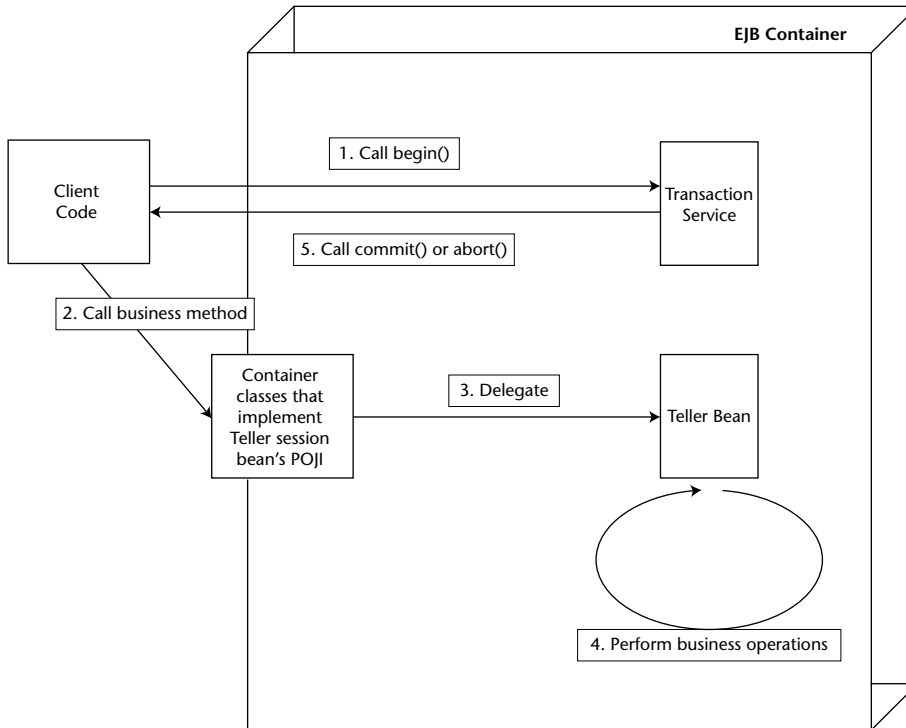 EJB Container
1. Call begin()
Client
Code
Transaction
Service
5. Call commit() or abort()
2. Call business method
Container
classes that
implement
Teller session
bean's POJI
3. Delegate
Teller Bean
4. Perform business operations